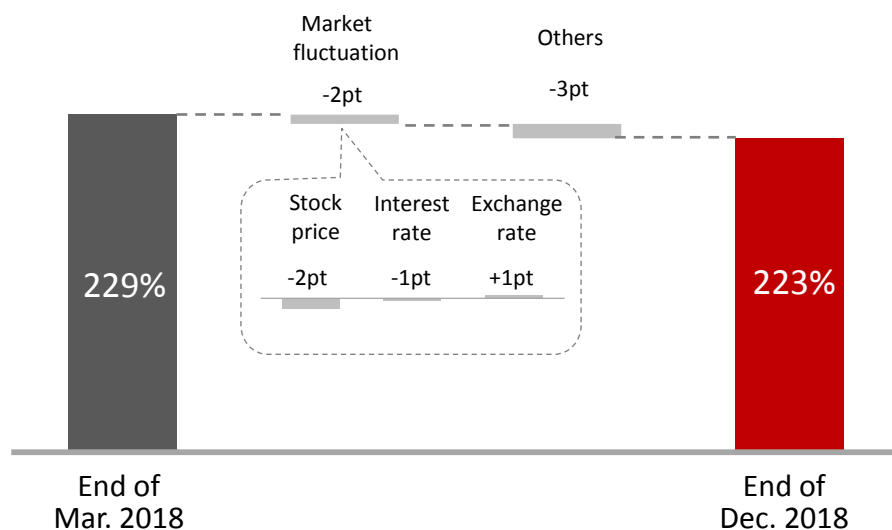 Market
fluctuation
-2pt
Others
-3pt
Stock
price
-2pt
Interest
rate
-1pt
Exchange
rate
+1pt
229%
223%
End of
Mar. 2018
End of
Dec. 2018